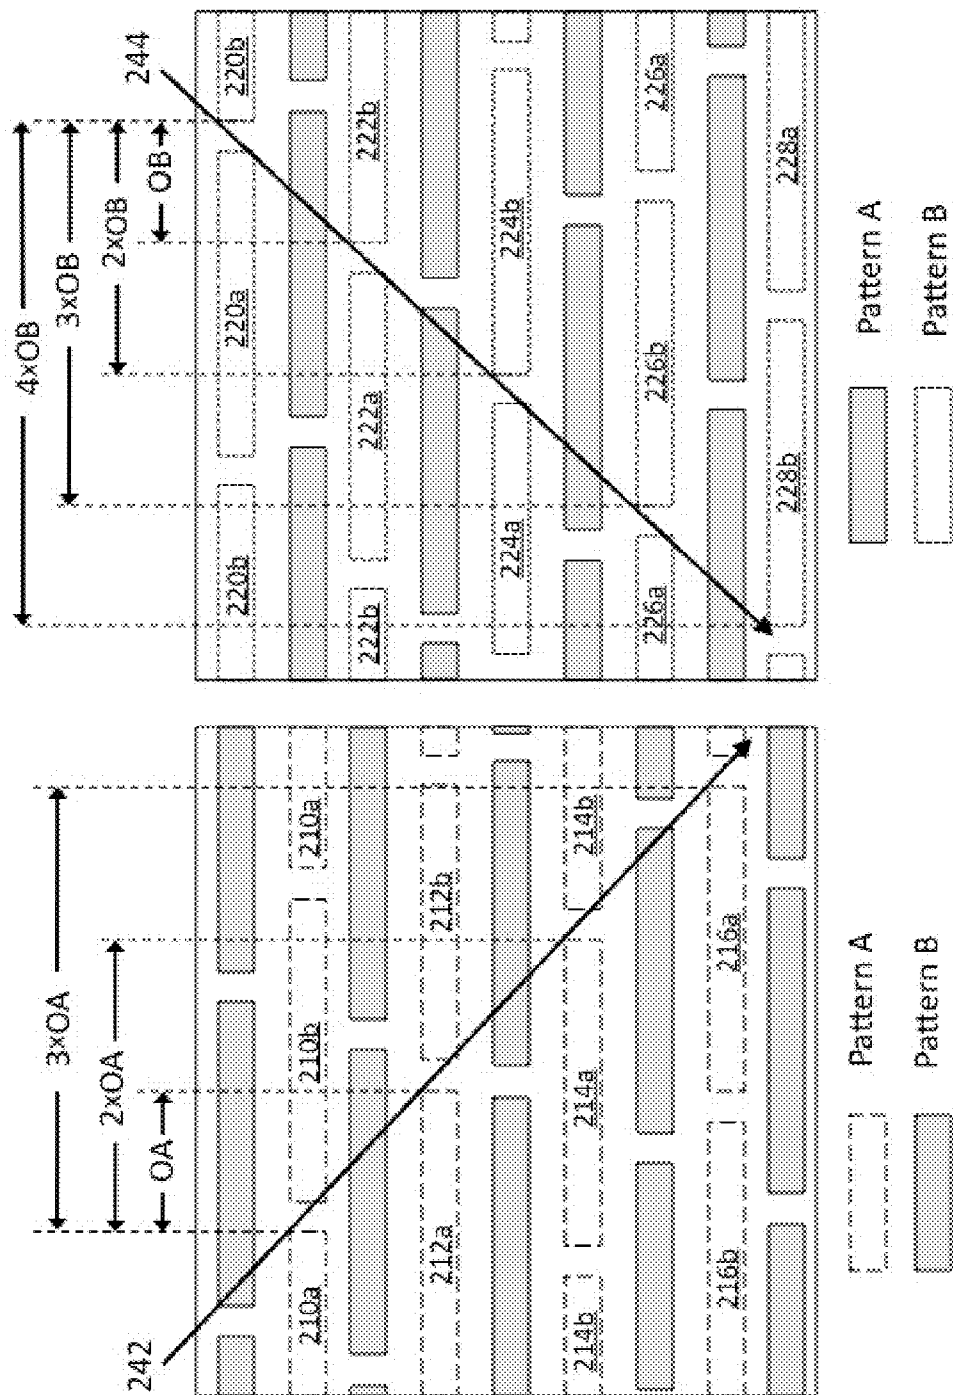 3×OA
2×OA
242
OA
210a 210b 210a
212a 212b
214b 214a 214b
216b 216a
Pattern A
Pattern B
4×OB
3×OB
2×OB
244
OB
220b 220a 220b
222b 222a 222b
224a 224b
226a 226b 226a
228b 228a
Pattern A
Pattern B